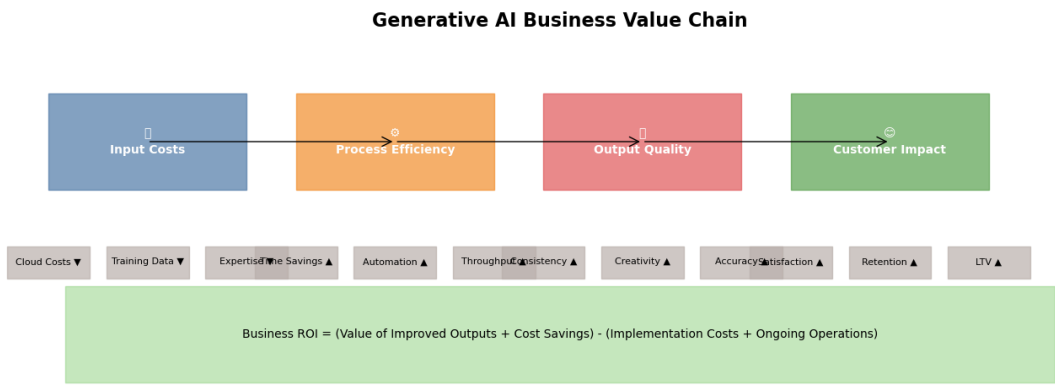 Generative AI Business Value Chain
Input Costs
⚙
Process Efficiency
Output Quality
😊
Customer Impact
Cloud Costs ▼
Training Data ▼
Expertise ▼
Time Savings ▲
Automation ▲
Throughput ▲
Consistency ▲
Creativity ▲
Accuracy ▲
Satisfaction ▲
Retention ▲
LTV ▲
Business ROI = (Value of Improved Outputs + Cost Savings) - (Implementation Costs + Ongoing Operations)